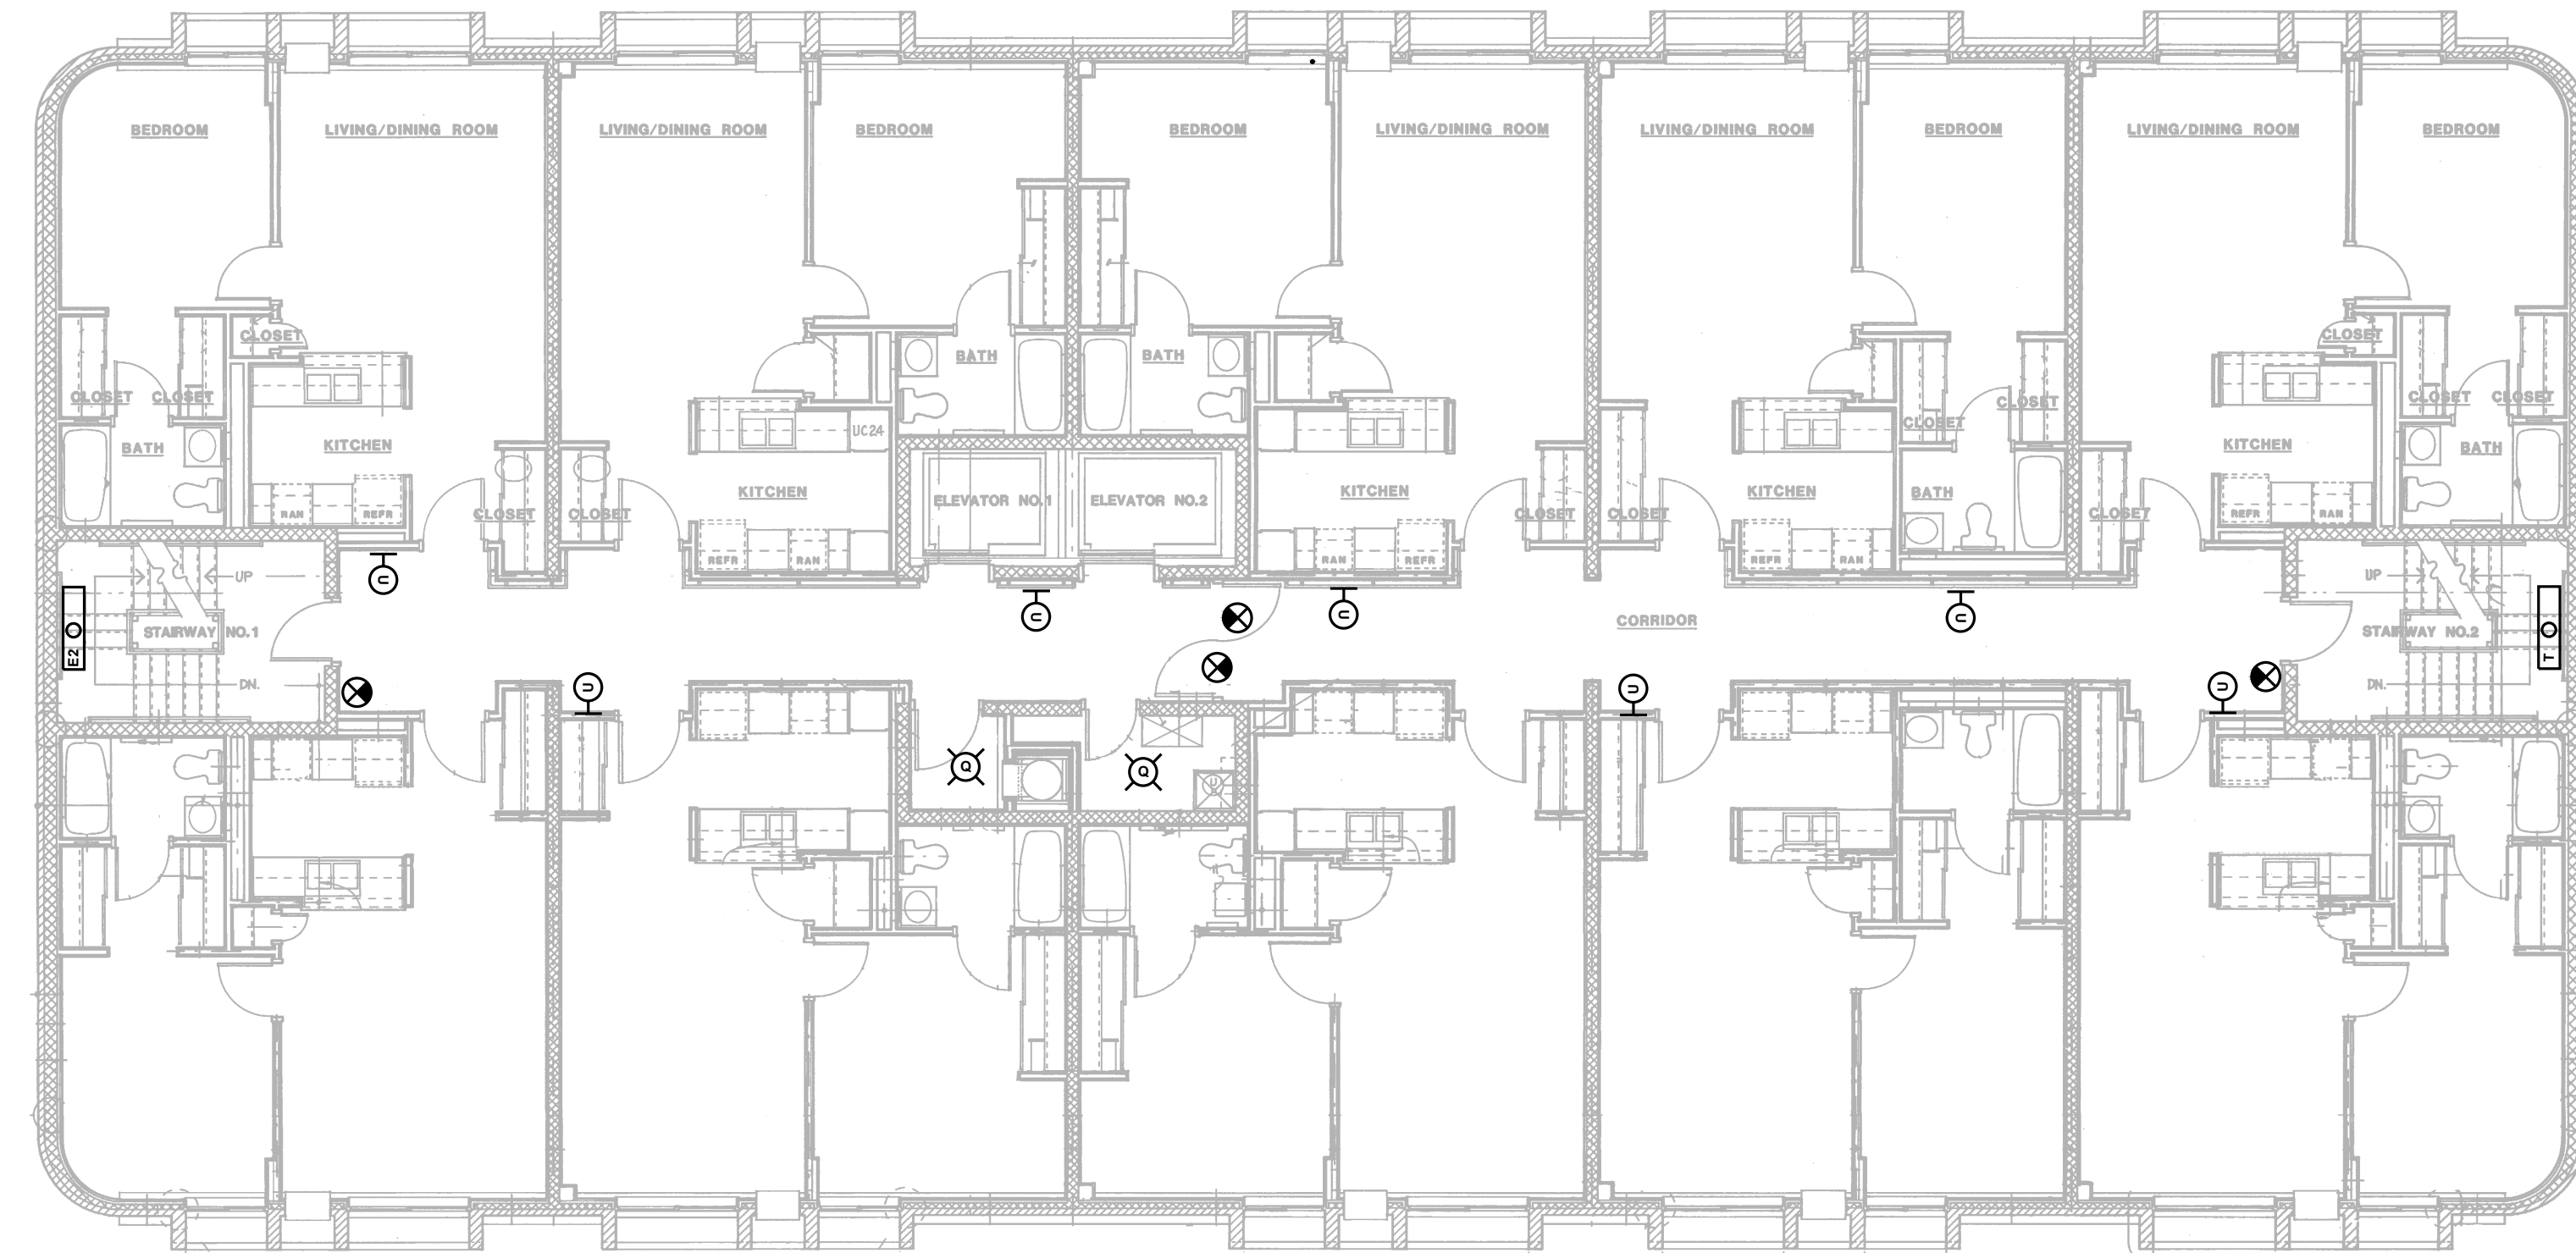 BEDROOM
LIVING/DINING ROOM
LIVING/DINING ROOM
BEDROOM
BEDROOM
LIVING/DINING ROOM
LIVING/DINING ROOM
BEDROOM
LIVING/DINING ROOM
BEDROOM
CLOSET
BATH
BATH
CLOSET
CLOSET
CLOSET
CLOSET
CLOSET
CLOSET
CLOSET
UC24
CLOSET
BATH
KITCHEN
KITCHEN
BATH
KITCHEN
KITCHEN
KITCHEN
BATH
ELEVATOR NO.1
ELEVATOR NO.2
RAN
REFR
CLOSET
CLOSET
CLOSET
CLOSET
CLOSET
REFR
RAN
REFR
RAN
RAN
REFR
REFR
RAN
UP
U
U
U
U
UP
STAIRWAY NO.1
CORRIDOR
STAIRWAY NO.2
E2
O
O
T
DN.
U
U
U
DN.
Q
Q
U